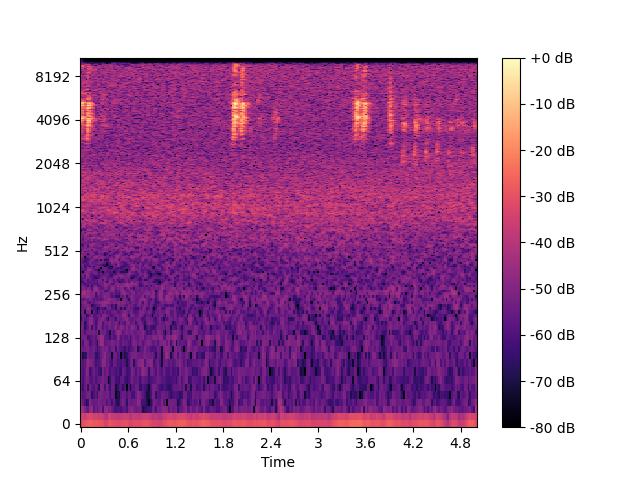 8192
4096
2048
1024
512
256
128
64
0
Hz
0 0.6 1.2 1.8 2.4 3 3.6 4.2 4.8
Time
+0 dB
-10 dB
-20 dB
-30 dB
-40 dB
-50 dB
-60 dB
-70 dB
-80 dB